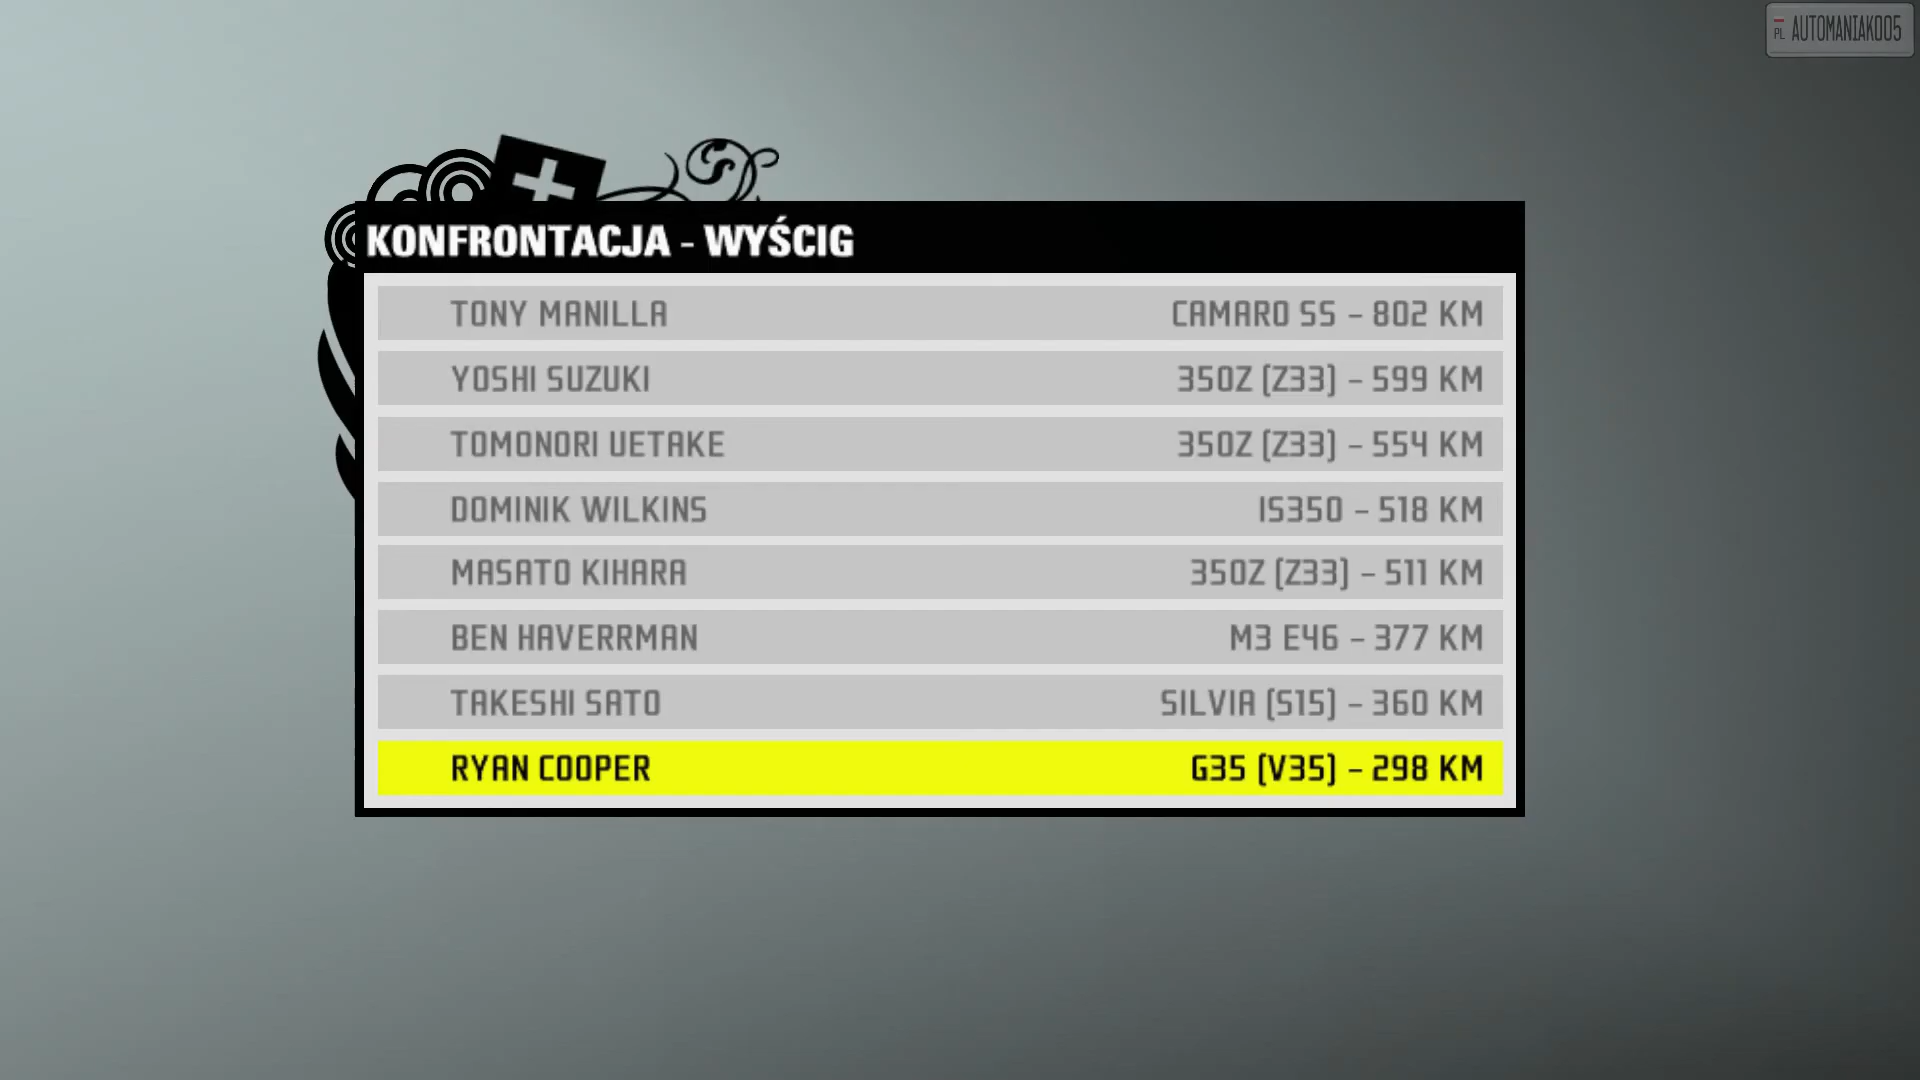 PL AUTOMANIAK005
KONFRONTACJA - WYŚCIG
TONY MANILLA CAMARO SS - 802 KM
YOSHI SUZUKI 350Z (Z33) - 599 KM
TOMONORI UETAKE 350Z (Z33) - 554 KM
DOMINIK WILKINS IS350 - 518 KM
MASATO KIHARA 350Z (Z33) - 511 KM
BEN HAVERRMAN M3 E46 - 377 KM
TAKESHI SATO SILVIA (S15) - 360 KM
RYAN COOPER G35 (V35) - 298 KM